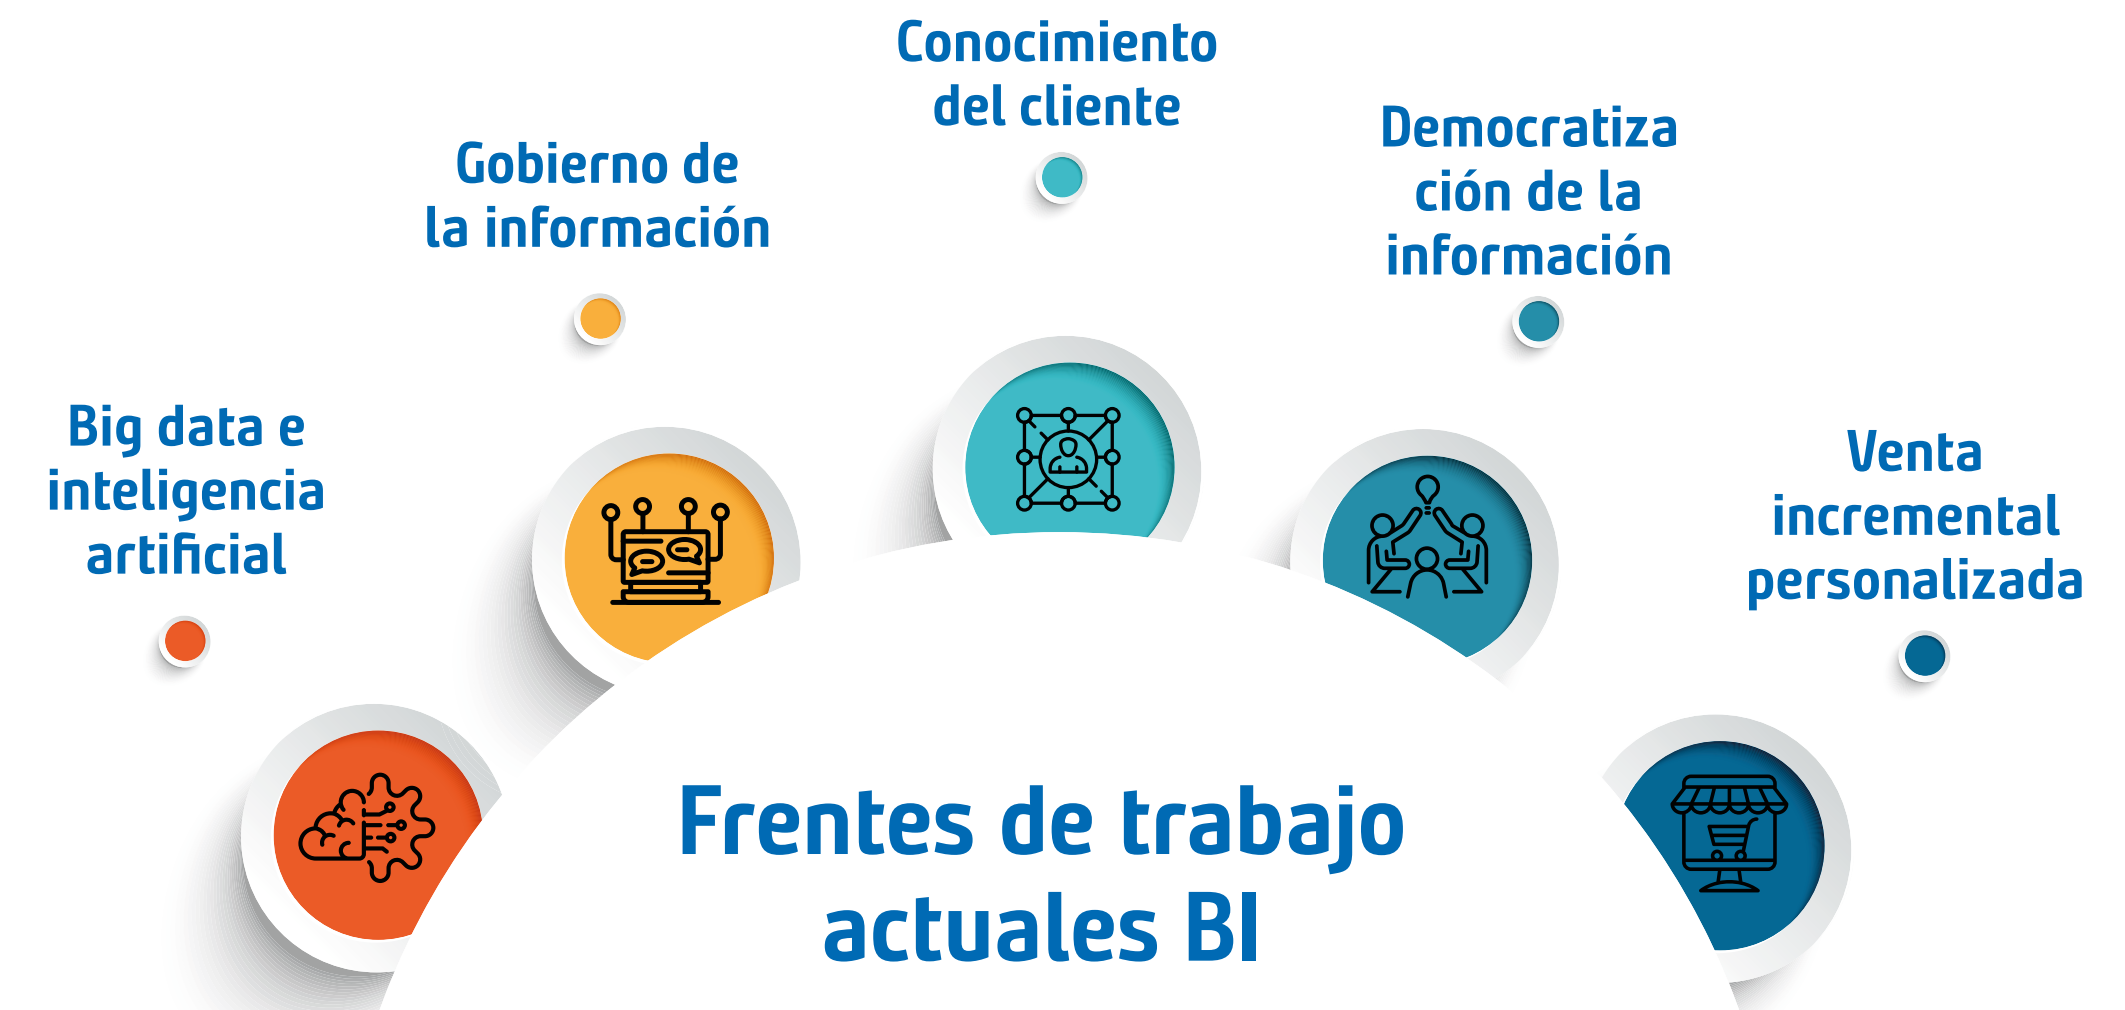 Conocimiento
del cliente
Gobierno de
la información
Democratiza
ción de la
información
Big data e
inteligencia
artificial
Venta
incremental
personalizada
Frentes de trabajo
actuales BI